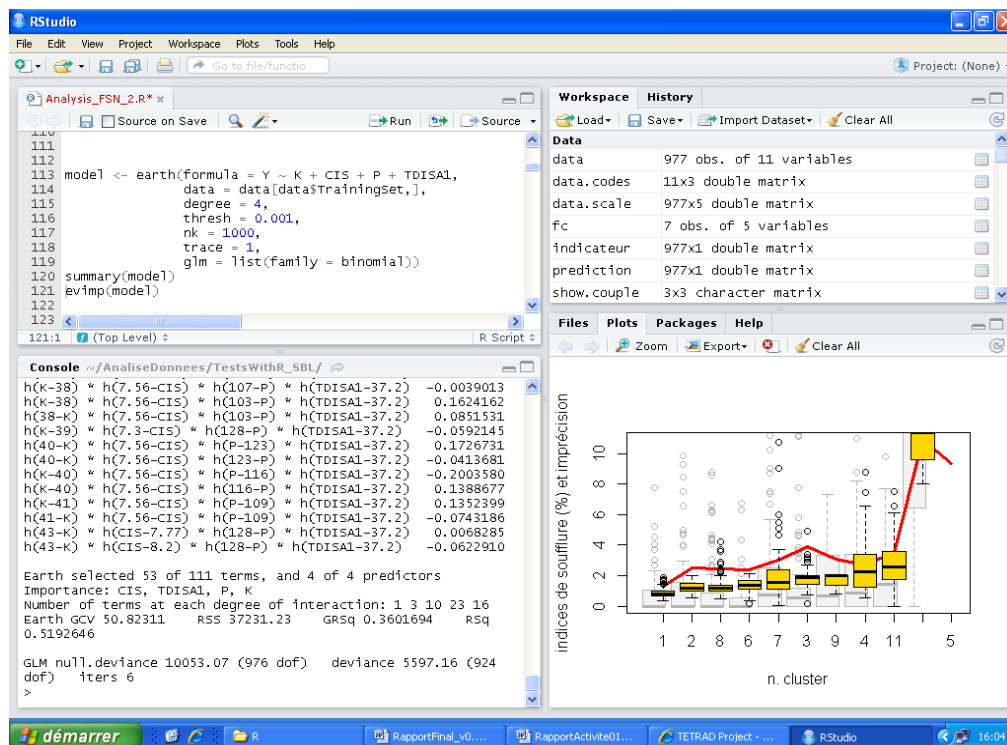 RStudio
File Edit View Project Workspace Plots Tools Help
Go to file/functio
Project: (None)
Analysis_FSN_2.R*
Source on Save
Run
Source
110
111
112
113 model <- earth(formula = Y ~ K + CIS + P + TDISA1,
114 data = data[data$TrainingSet,],
115 degree = 4,
116 thresh = 0.001,
117 nk = 1000,
118 trace = 1,
119 glm = list(family = binomial))
120 summary(model)
121 evimp(model)
122
123
121:1 (Top Level) R Script
Console ~/AnaliseDonnees/TestsWithR_SBL/
h(K-38) * h(7.56-CIS) * h(107-P) * h(TDISA1-37.2) -0.0039013
h(K-38) * h(7.56-CIS) * h(103-P) * h(TDISA1-37.2) 0.1624162
h(38-K) * h(7.56-CIS) * h(103-P) * h(TDISA1-37.2) 0.0851531
h(K-39) * h(7.3-CIS) * h(128-P) * h(TDISA1-37.2) -0.0592145
h(40-K) * h(7.56-CIS) * h(P-123) * h(TDISA1-37.2) 0.1726731
h(40-K) * h(7.56-CIS) * h(123-P) * h(TDISA1-37.2) -0.0413681
h(K-40) * h(7.56-CIS) * h(P-116) * h(TDISA1-37.2) -0.2003580
h(K-40) * h(7.56-CIS) * h(116-P) * h(TDISA1-37.2) 0.1388677
h(K-41) * h(7.56-CIS) * h(P-109) * h(TDISA1-37.2) 0.1352399
h(41-K) * h(7.56-CIS) * h(P-109) * h(TDISA1-37.2) -0.0743186
h(43-K) * h(CIS-7.77) * h(128-P) * h(TDISA1-37.2) 0.0068285
h(43-K) * h(CIS-8.2) * h(128-P) * h(TDISA1-37.2) -0.0622910
Earth selected 53 of 111 terms, and 4 of 4 predictors
Importance: CIS, TDISA1, P, K
Number of terms at each degree of interaction: 1 3 10 23 16
Earth GCV 50.82311 RSS 37231.23 GRSq 0.3601694 RSq
0.5192646
GLM null.deviance 10053.07 (976 dof) deviance 5597.16 (924
dof) iters 6
>
Workspace History
Load Save Import Dataset Clear All
Data
data 977 obs. of 11 variables
data.codes 11x3 double matrix
data.scale 977x5 double matrix
fc 7 obs. of 5 variables
indicateur 977x1 double matrix
prediction 977x1 double matrix
show.couple 3x3 character matrix
Files Plots Packages Help
Zoom Export Clear All
indices de soufflure (%) et imprécision
10
8
6
4
2
0
1 2 8 6 7 3 9 4 11 5
n. cluster
démarrer
R
RapportFinal_v0....
RapportActivite01...
TETRAD Project - ...
RStudio
16:04